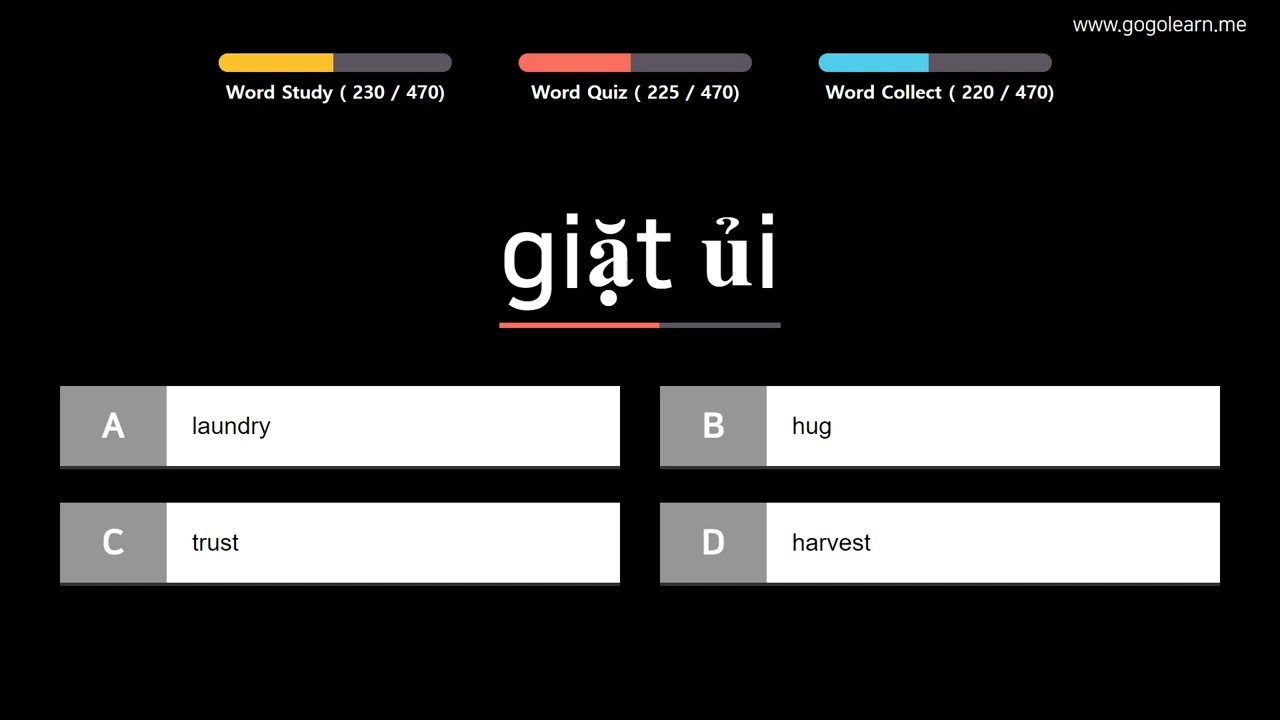 www.gogolearn.me
Word Study ( 230 / 470)
Word Quiz ( 225 / 470)
Word Collect ( 220 / 470)
giặt ủi
A laundry
B hug
C trust
D harvest